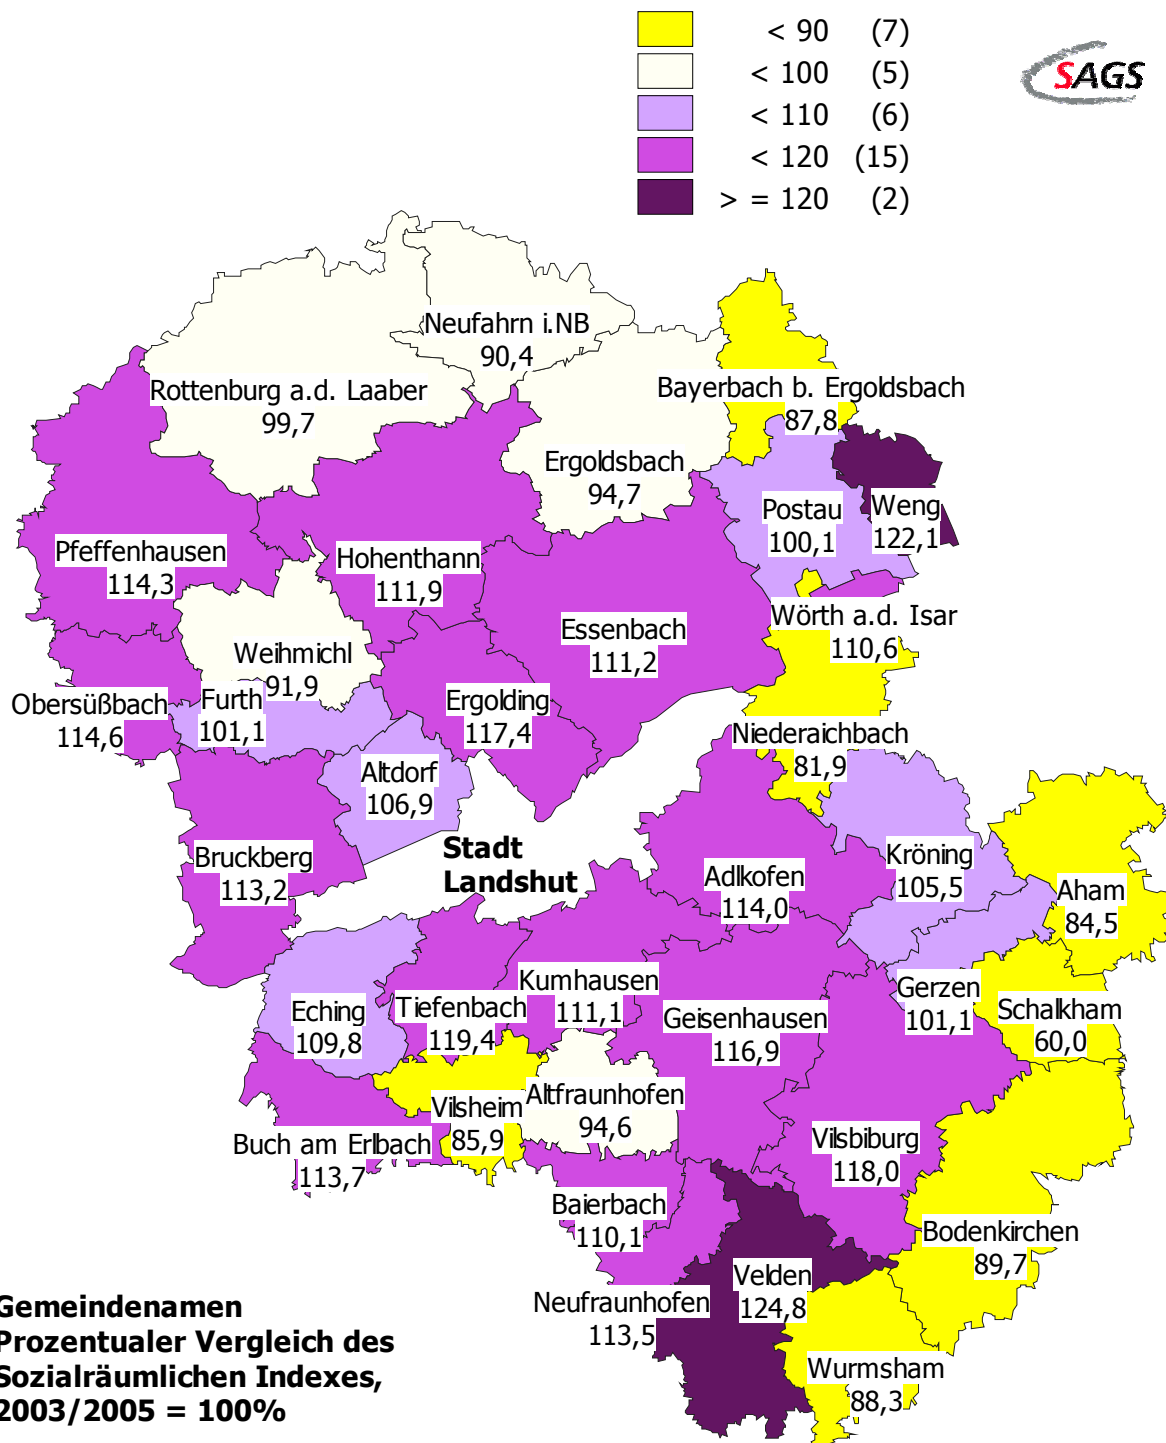 < 90 (7)
< 100 (5)
< 110 (6)
< 120 (15)
> = 120 (2)
SAGS
Neufahrn i.NB
90,4
Rottenburg a.d. Laaber
99,7
Bayerbach b. Ergoldsbach
87,8
Ergoldsbach
94,7
Postau
100,1
Weng
122,1
Pfeffenhausen
114,3
Hohenthann
111,9
Essenbach
111,2
Wörth a.d. Isar
110,6
Weihmichl
91,9
Obersüßbach
114,6
Furth
101,1
Ergolding
117,4
Niederaichbach
81,9
Altdorf
106,9
Stadt
Landshut
Bruckberg
113,2
Adlkofen
114,0
Kröning
105,5
Aham
84,5
Eching
109,8
Tiefenbach
119,4
Kumhausen
111,1
Geisenhausen
116,9
Gerzen
101,1
Schalkham
60,0
Vilsheim
85,9
Altfraunhofen
94,6
Buch am Erlbach
113,7
Vilsbiburg
118,0
Baierbach
110,1
Bodenkirchen
89,7
Velden
124,8
Neufraunhofen
113,5
Wurmsham
88,3
Gemeindenamen
Prozentualer Vergleich des
Sozialräumlichen Indexes,
2003/2005 = 100%